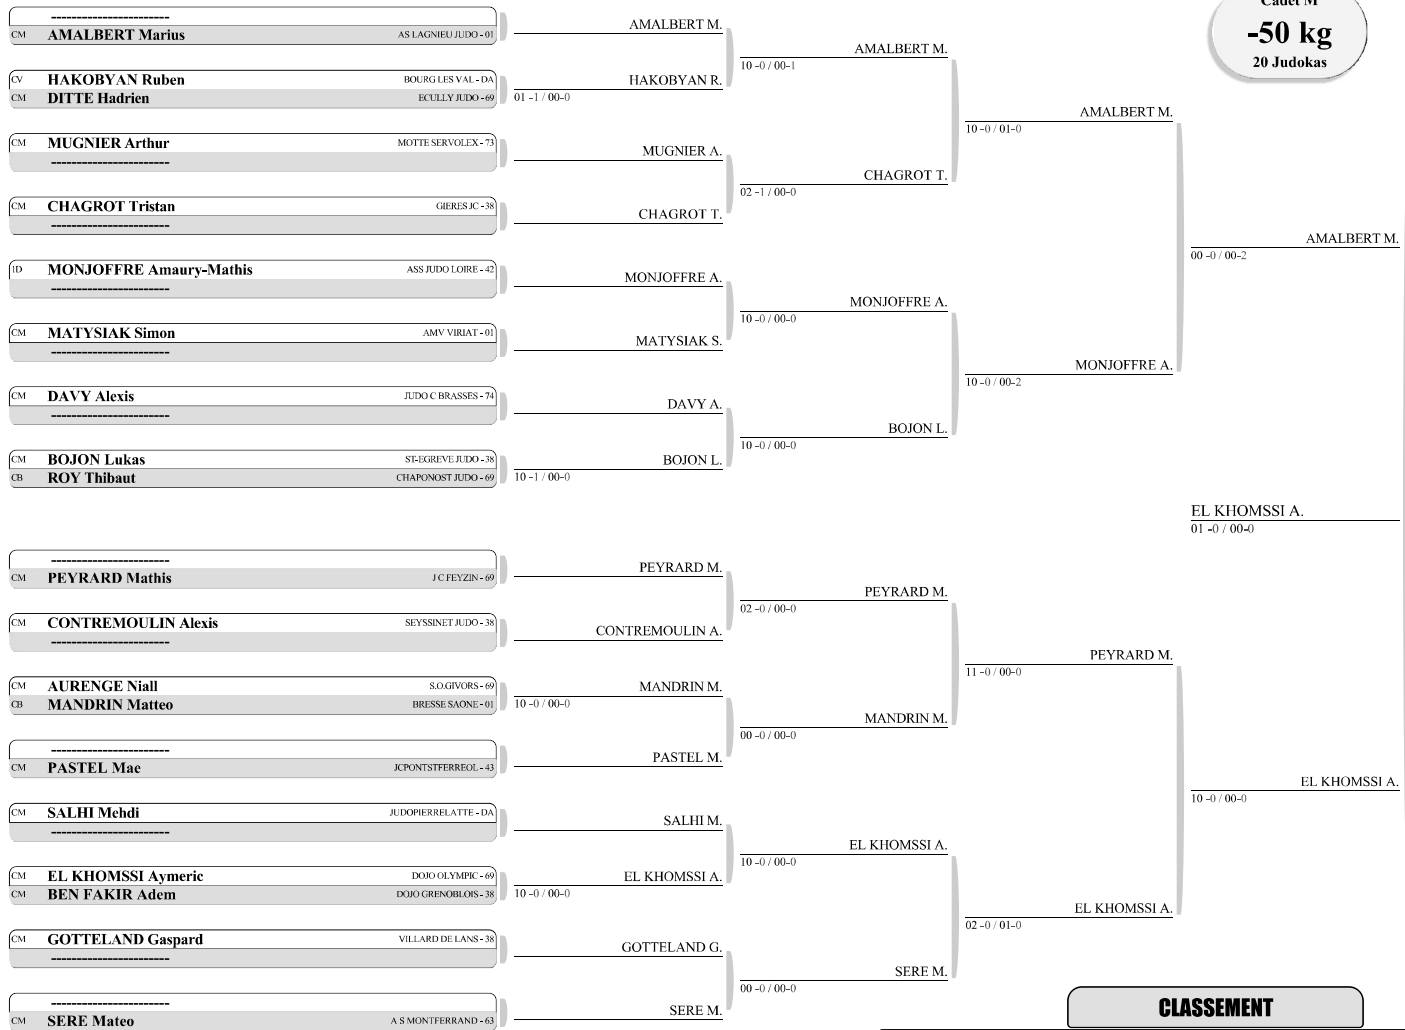 Cadet M
-50 kg
20 Judokas
------------------------
CM AMALBERT Marius AS LAGNIEU JUDO - 01
CV HAKOBYAN Ruben BOURG LES VAL - DA
CM DITTE Hadrien ECULLY JUDO - 69
CM MUGNIER Arthur MOTTE SERVOLEX - 73
------------------------
CM CHAGROT Tristan GIERES JC - 38
------------------------
1D MONJOFFRE Amaury-Mathis ASS JUDO LOIRE - 42
------------------------
CM MATYSIAK Simon AMV VIRIAT - 01
------------------------
CM DAVY Alexis JUDO C BRASSES - 74
------------------------
CM BOJON Lukas ST-EGREVE JUDO - 38
CB ROY Thibaut CHAPONOST JUDO - 69
------------------------
CM PEYRARD Mathis J C FEYZIN - 69
CM CONTREMOULIN Alexis SEYSSINET JUDO - 38
------------------------
CM AURENGE Niall S.O.GIVORS - 69
CB MANDRIN Matteo BRESSE SAONE - 01
------------------------
CM PASTEL Mae JCPONTSTFERREOL - 43
CM SALHI Mehdi JUDOPIERRELATTE - DA
------------------------
CM EL KHOMSSI Aymeric DOJO OLYMPIC - 69
CM BEN FAKIR Adem DOJO GRENOBLOIS - 38
CM GOTTELAND Gaspard VILLARD DE LANS - 38
------------------------
------------------------
CM SERE Mateo A S MONTFERRAND - 63
AMALBERT M.
HAKOBYAN R.
01 -1 / 00-0
MUGNIER A.
CHAGROT T.
MONJOFFRE A.
MATYSIAK S.
DAVY A.
BOJON L.
10 -1 / 00-0
PEYRARD M.
CONTREMOULIN A.
MANDRIN M.
10 -0 / 00-0
PASTEL M.
SALHI M.
EL KHOMSSI A.
10 -0 / 00-0
GOTTELAND G.
SERE M.
AMALBERT M.
10 -0 / 00-1
CHAGROT T.
02 -1 / 00-0
MONJOFFRE A.
10 -0 / 00-0
BOJON L.
10 -0 / 00-0
PEYRARD M.
02 -0 / 00-0
MANDRIN M.
00 -0 / 00-0
EL KHOMSSI A.
10 -0 / 00-0
SERE M.
00 -0 / 00-0
AMALBERT M.
10 -0 / 01-0
MONJOFFRE A.
10 -0 / 00-2
PEYRARD M.
11 -0 / 00-0
EL KHOMSSI A.
02 -0 / 01-0
AMALBERT M.
00 -0 / 00-2
EL KHOMSSI A.
01 -0 / 00-0
EL KHOMSSI A.
10 -0 / 00-0
CLASSEMENT